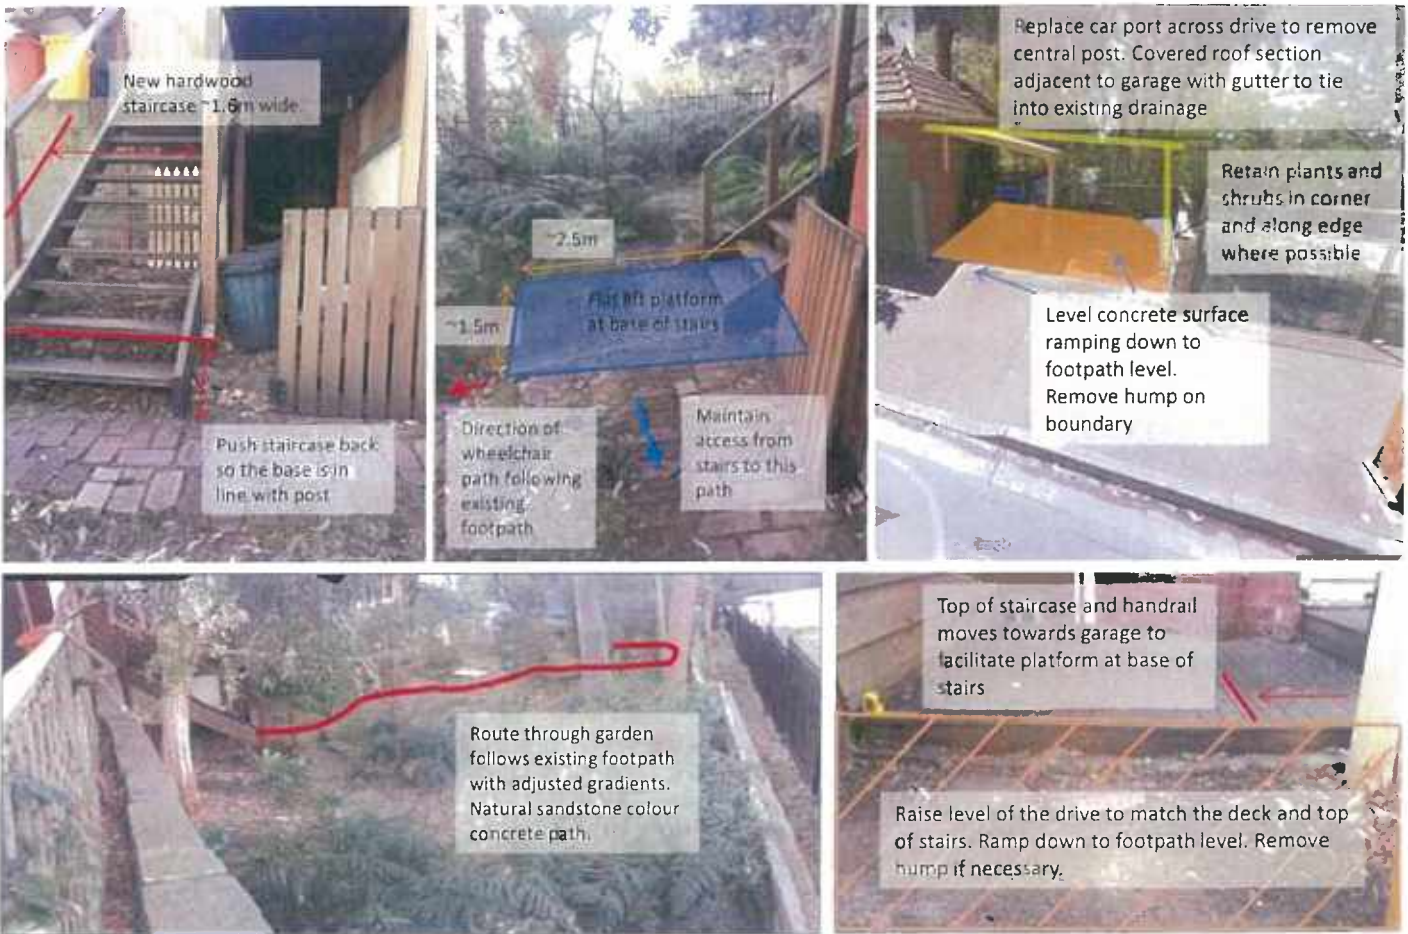 New hardwood
staircase ~1.6m wide.
Push staircase back
so the base is in
line with post
~2.5m
Flat lift platform
at base of stairs
~1.5m
Direction of
wheelchair
path following
existing
footpath
Maintain
access from
stairs to this
path
Replace car port across drive to remove
central post. Covered roof section
adjacent to garage with gutter to tie
into existing drainage
Retain plants and
shrubs in corner
and along edge
where possible
Level concrete surface
ramping down to
footpath level.
Remove hump on
boundary
Route through garden
follows existing footpath
with adjusted gradients.
Natural sandstone colour
concrete path.
Top of staircase and handrail
moves towards garage to
facilitate platform at base of
stairs
Raise level of the drive to match the deck and top
of stairs. Ramp down to footpath level. Remove
hump if necessary.